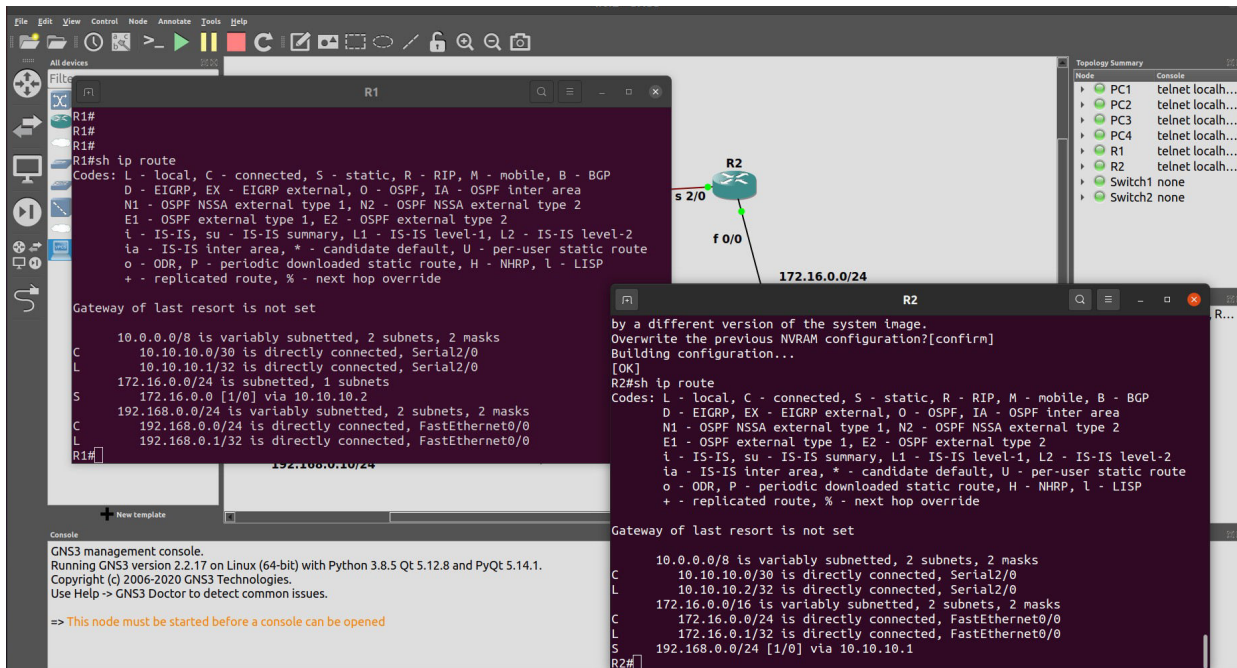 File Edit View Control Node Annotate Tools Help
All devices
Filte
New template
R1
R1#
R1#
R1#
R1#sh ip route
Codes: L - local, C - connected, S - static, R - RIP, M - mobile, B - BGP
D - EIGRP, EX - EIGRP external, O - OSPF, IA - OSPF inter area
N1 - OSPF NSSA external type 1, N2 - OSPF NSSA external type 2
E1 - OSPF external type 1, E2 - OSPF external type 2
i - IS-IS, su - IS-IS summary, L1 - IS-IS level-1, L2 - IS-IS level-2
ia - IS-IS inter area, * - candidate default, U - per-user static route
o - ODR, P - periodic downloaded static route, H - NHRP, l - LISP
+ - replicated route, % - next hop override
Gateway of last resort is not set
10.0.0.0/8 is variably subnetted, 2 subnets, 2 masks
C 10.10.10.0/30 is directly connected, Serial2/0
L 10.10.10.1/32 is directly connected, Serial2/0
172.16.0.0/24 is subnetted, 1 subnets
S 172.16.0.0 [1/0] via 10.10.10.2
192.168.0.0/24 is variably subnetted, 2 subnets, 2 masks
C 192.168.0.0/24 is directly connected, FastEthernet0/0
L 192.168.0.1/32 is directly connected, FastEthernet0/0
R1#
192.168.0.10/24
R2
s 2/0
f 0/0
172.16.0.0/24
Topology Summary
Node Console
PC1 telnet localh...
PC2 telnet localh...
PC3 telnet localh...
PC4 telnet localh...
R1 telnet localh...
R2 telnet localh...
Switch1 none
Switch2 none
R...
R2
by a different version of the system image.
Overwrite the previous NVRAM configuration?[confirm]
Building configuration...
[OK]
R2#sh ip route
Codes: L - local, C - connected, S - static, R - RIP, M - mobile, B - BGP
D - EIGRP, EX - EIGRP external, O - OSPF, IA - OSPF inter area
N1 - OSPF NSSA external type 1, N2 - OSPF NSSA external type 2
E1 - OSPF external type 1, E2 - OSPF external type 2
i - IS-IS, su - IS-IS summary, L1 - IS-IS level-1, L2 - IS-IS level-2
ia - IS-IS inter area, * - candidate default, U - per-user static route
o - ODR, P - periodic downloaded static route, H - NHRP, l - LISP
+ - replicated route, % - next hop override
Gateway of last resort is not set
10.0.0.0/8 is variably subnetted, 2 subnets, 2 masks
C 10.10.10.0/30 is directly connected, Serial2/0
L 10.10.10.2/32 is directly connected, Serial2/0
172.16.0.0/16 is variably subnetted, 2 subnets, 2 masks
C 172.16.0.0/24 is directly connected, FastEthernet0/0
L 172.16.0.1/32 is directly connected, FastEthernet0/0
S 192.168.0.0/24 [1/0] via 10.10.10.1
R2#
Console
GNS3 management console.
Running GNS3 version 2.2.17 on Linux (64-bit) with Python 3.8.5 Qt 5.12.8 and PyQt 5.14.1.
Copyright (c) 2006-2020 GNS3 Technologies.
Use Help -> GNS3 Doctor to detect common issues.
=> This node must be started before a console can be opened